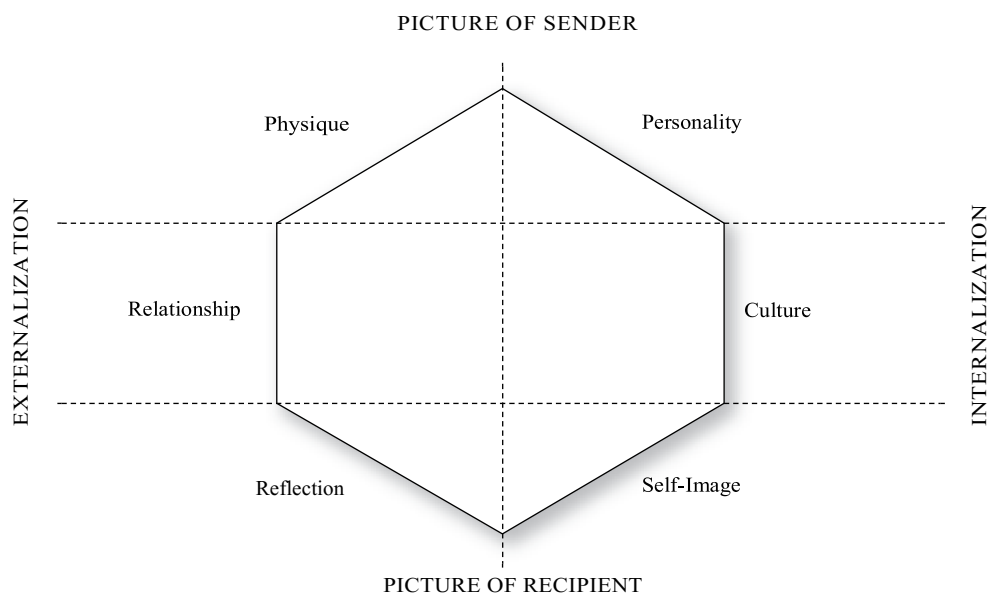 PICTURE OF SENDER
Physique
Personality
EXTERNALIZATION
INTERNALIZATION
Relationship
Culture
Reflection
Self-Image
PICTURE OF RECIPIENT